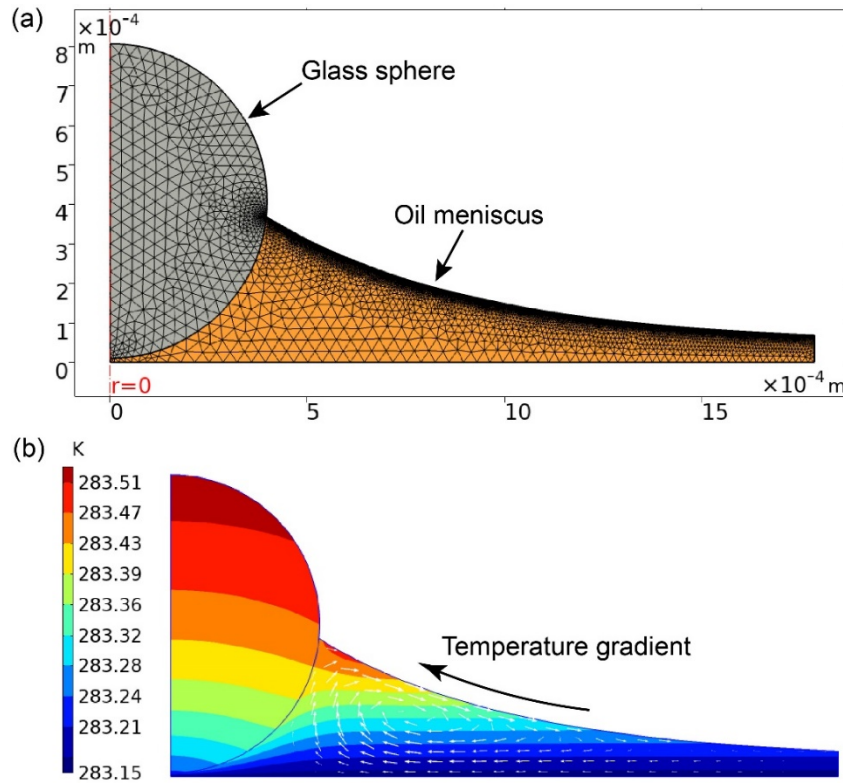 (a)
×10⁻⁴
m
8
7
6
5
4
3
2
1
0
Glass sphere
Oil meniscus
r=0
×10⁻⁴ m
0
5
10
15
(b)
K
283.51
283.47
283.43
283.39
283.36
283.32
283.28
283.24
283.21
283.15
Temperature gradient